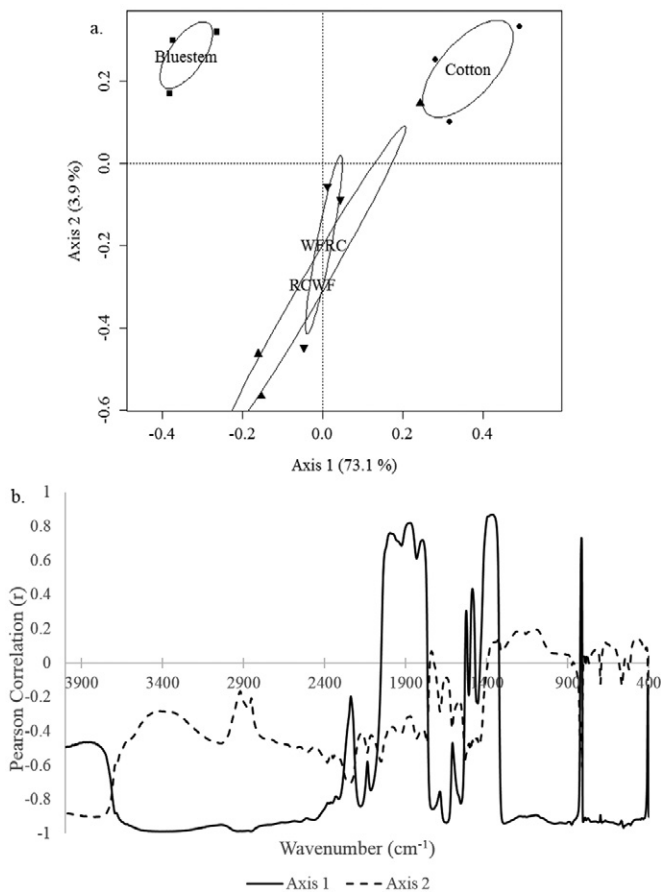 a.
Bluestem
Cotton
WFRC
RCWF
Axis 2 (3.9 %)
0.2
0.0
-0.2
-0.4
-0.6
-0.4
-0.2
0.0
0.2
0.4
Axis 1 (73.1 %)
b.
Pearson Correlation (r)
1
0.8
0.6
0.4
0.2
0
-0.2
-0.4
-0.6
-0.8
-1
3900
3400
2900
2400
1900
1400
900
400
Wavenumber (cm⁻¹)
Axis 1
Axis 2